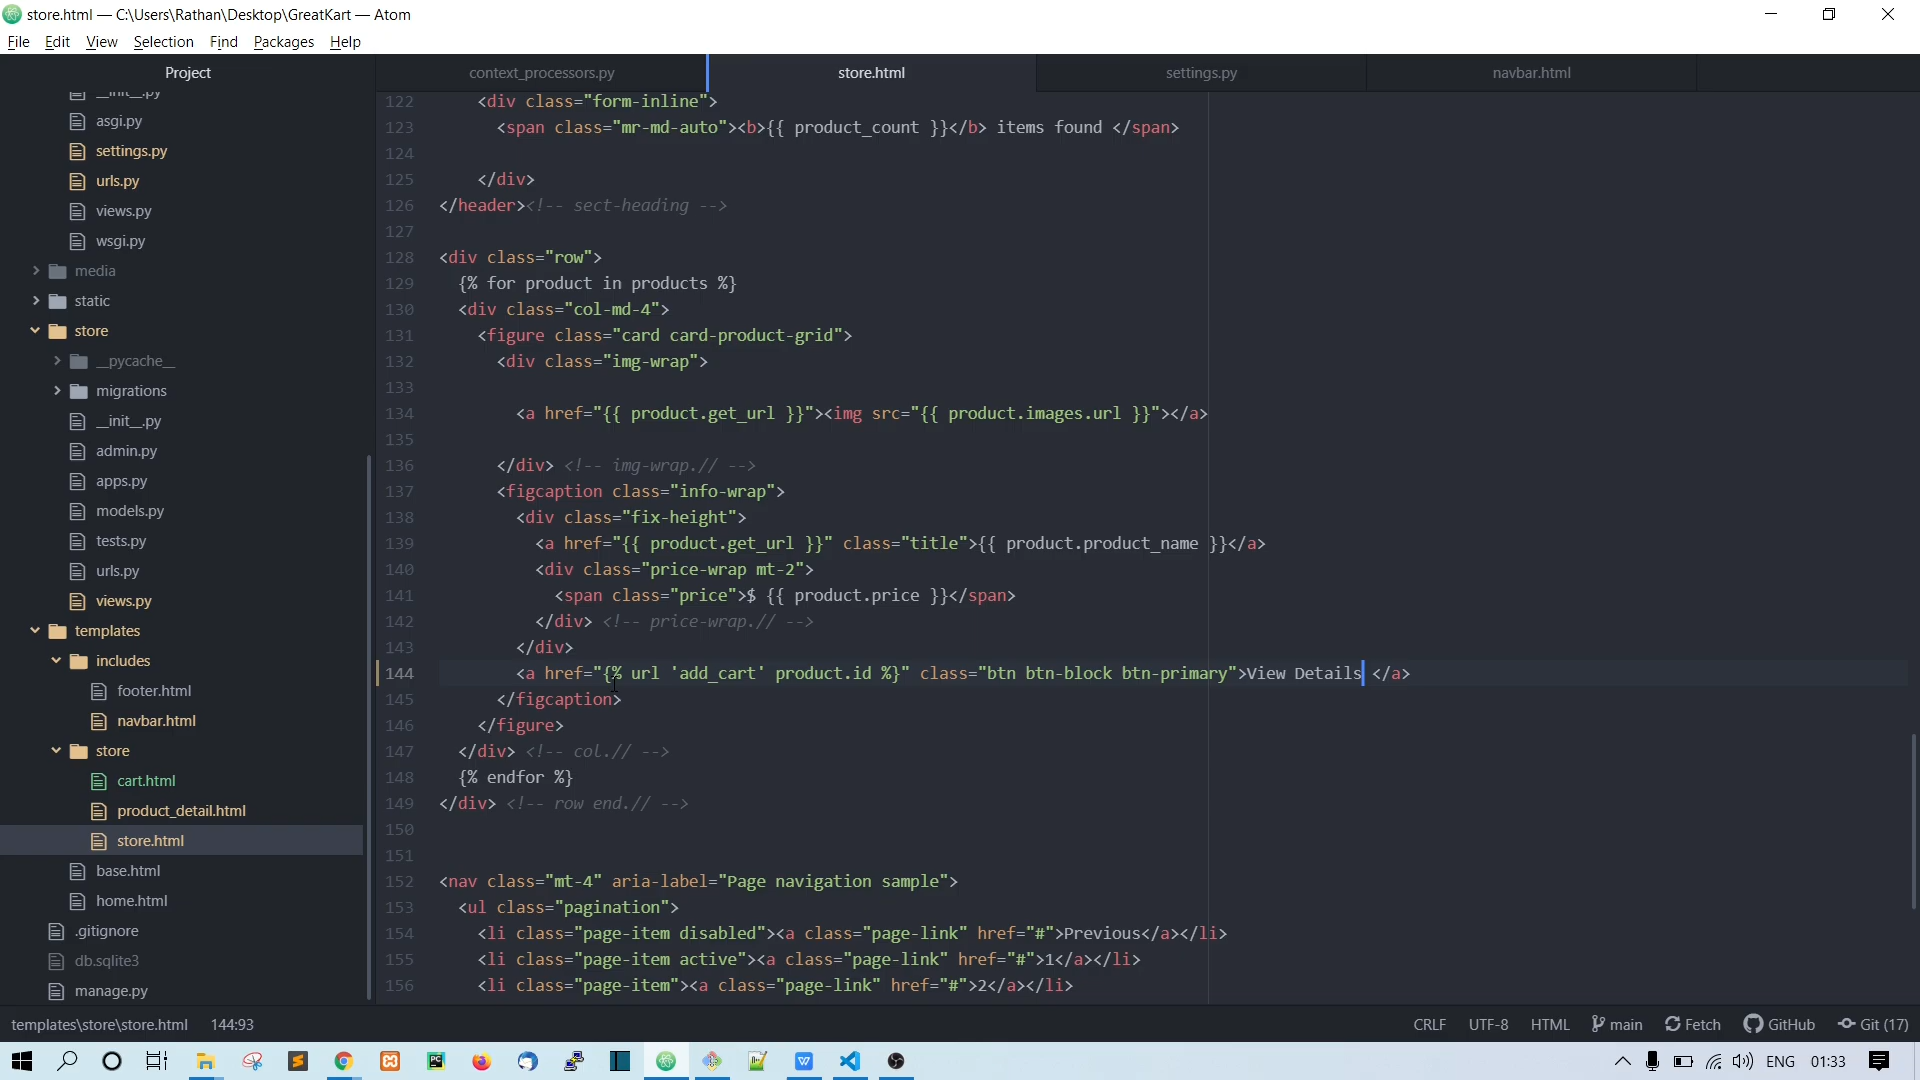 store.html — C:\Users\Rathan\Desktop\GreatKart — Atom
File Edit View Selection Find Packages Help
Project
context_processors.py
store.html
settings.py
navbar.html
__init__.py
asgi.py
settings.py
urls.py
views.py
wsgi.py
media
static
store
__pycache__
migrations
__init__.py
admin.py
apps.py
models.py
tests.py
urls.py
views.py
templates
includes
footer.html
navbar.html
store
cart.html
product_detail.html
store.html
base.html
home.html
.gitignore
db.sqlite3
manage.py
122 <div class="form-inline">
123 <span class="mr-md-auto"><b>{{ product_count }}</b> items found </span>
124
125 </div>
126 </header><!-- sect-heading -->
127
128 <div class="row">
129 {% for product in products %}
130 <div class="col-md-4">
131 <figure class="card card-product-grid">
132 <div class="img-wrap">
133
134 <a href="{{ product.get_url }}"><img src="{{ product.images.url }}"></a>
135
136 </div> <!-- img-wrap.// -->
137 <figcaption class="info-wrap">
138 <div class="fix-height">
139 <a href="{{ product.get_url }}" class="title">{{ product.product_name }}</a>
140 <div class="price-wrap mt-2">
141 <span class="price">$ {{ product.price }}</span>
142 </div> <!-- price-wrap.// -->
143 </div>
144 <a href="{% url 'add_cart' product.id %}" class="btn btn-block btn-primary">View Details </a>
145 </figcaption>
146 </figure>
147 </div> <!-- col.// -->
148 {% endfor %}
149 </div> <!-- row end.// -->
150
151
152 <nav class="mt-4" aria-label="Page navigation sample">
153 <ul class="pagination">
154 <li class="page-item disabled"><a class="page-link" href="#">Previous</a></li>
155 <li class="page-item active"><a class="page-link" href="#">1</a></li>
156 <li class="page-item"><a class="page-link" href="#">2</a></li>
templates\store\store.html 144:93
CRLF UTF-8 HTML main Fetch GitHub Git (17)
ENG 01:33